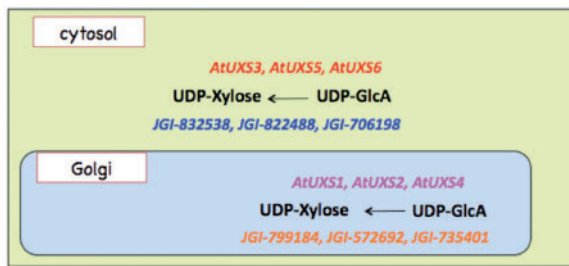 cytosol
AtUXS3, AtUXS5, AtUXS6
UDP-Xylose ← UDP-GlcA
JGI-832538, JGI-822488, JGI-706198
Golgi
AtUXS1, AtUXS2, AtUXS4
UDP-Xylose ← UDP-GlcA
JGI-799184, JGI-572692, JGI-735401